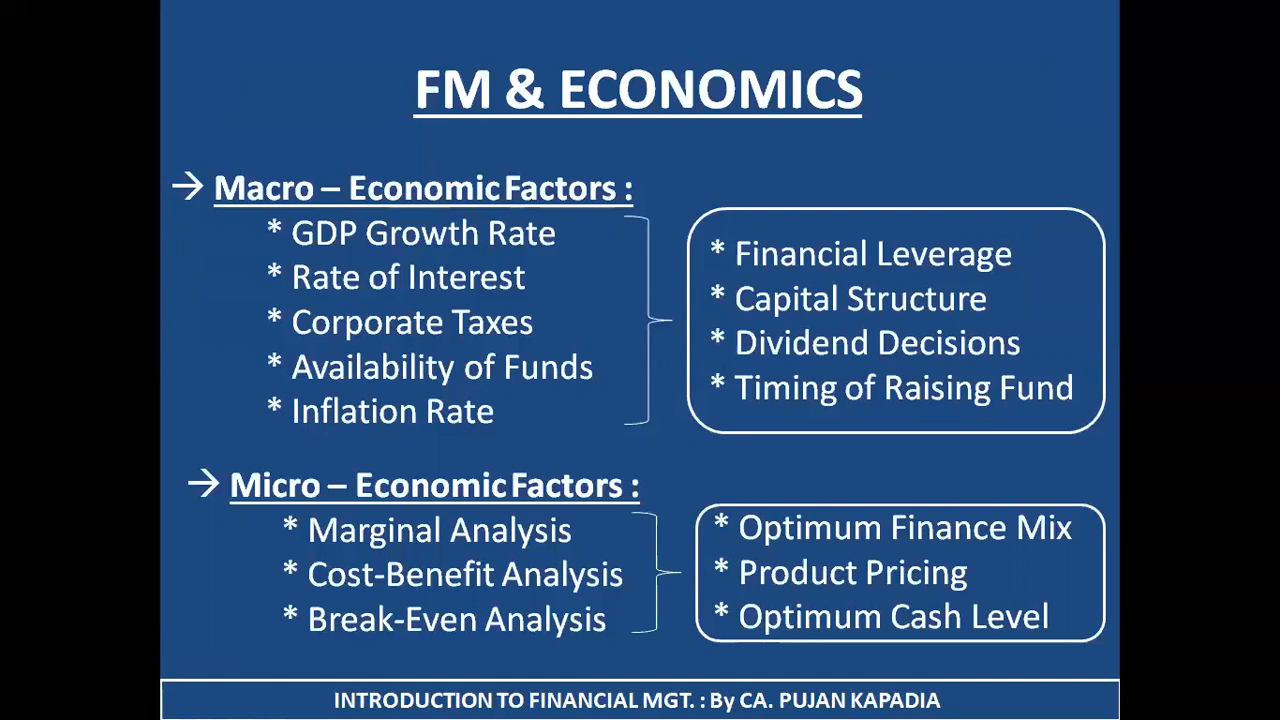 FM & ECONOMICS
→ Macro – Economic Factors :
* GDP Growth Rate
* Rate of Interest
* Corporate Taxes
* Availability of Funds
* Inflation Rate
* Financial Leverage
* Capital Structure
* Dividend Decisions
* Timing of Raising Fund
→ Micro – Economic Factors :
* Marginal Analysis
* Cost-Benefit Analysis
* Break-Even Analysis
* Optimum Finance Mix
* Product Pricing
* Optimum Cash Level
INTRODUCTION TO FINANCIAL MGT. : By CA. PUJAN KAPADIA